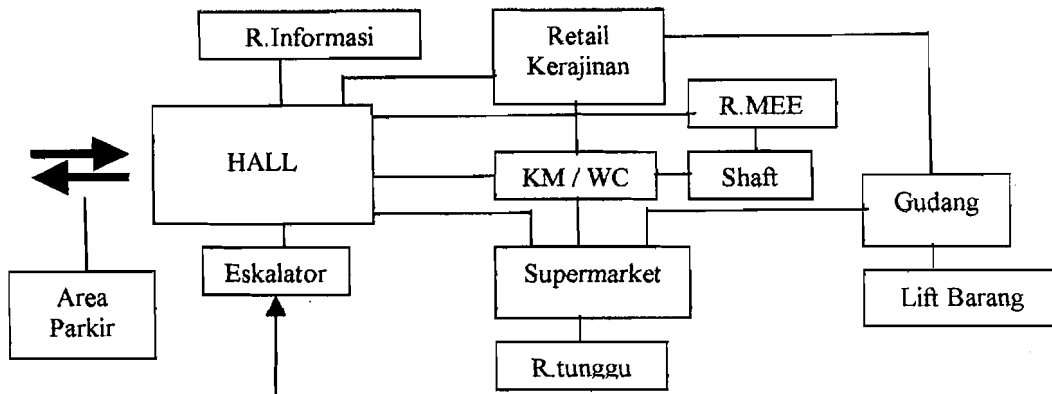 R.Informasi
Retail
Kerajinan
R.MEE
HALL
KM / WC
Shaft
Gudang
Eskalator
Supermarket
Area
Parkir
Lift Barang
R.tunggu